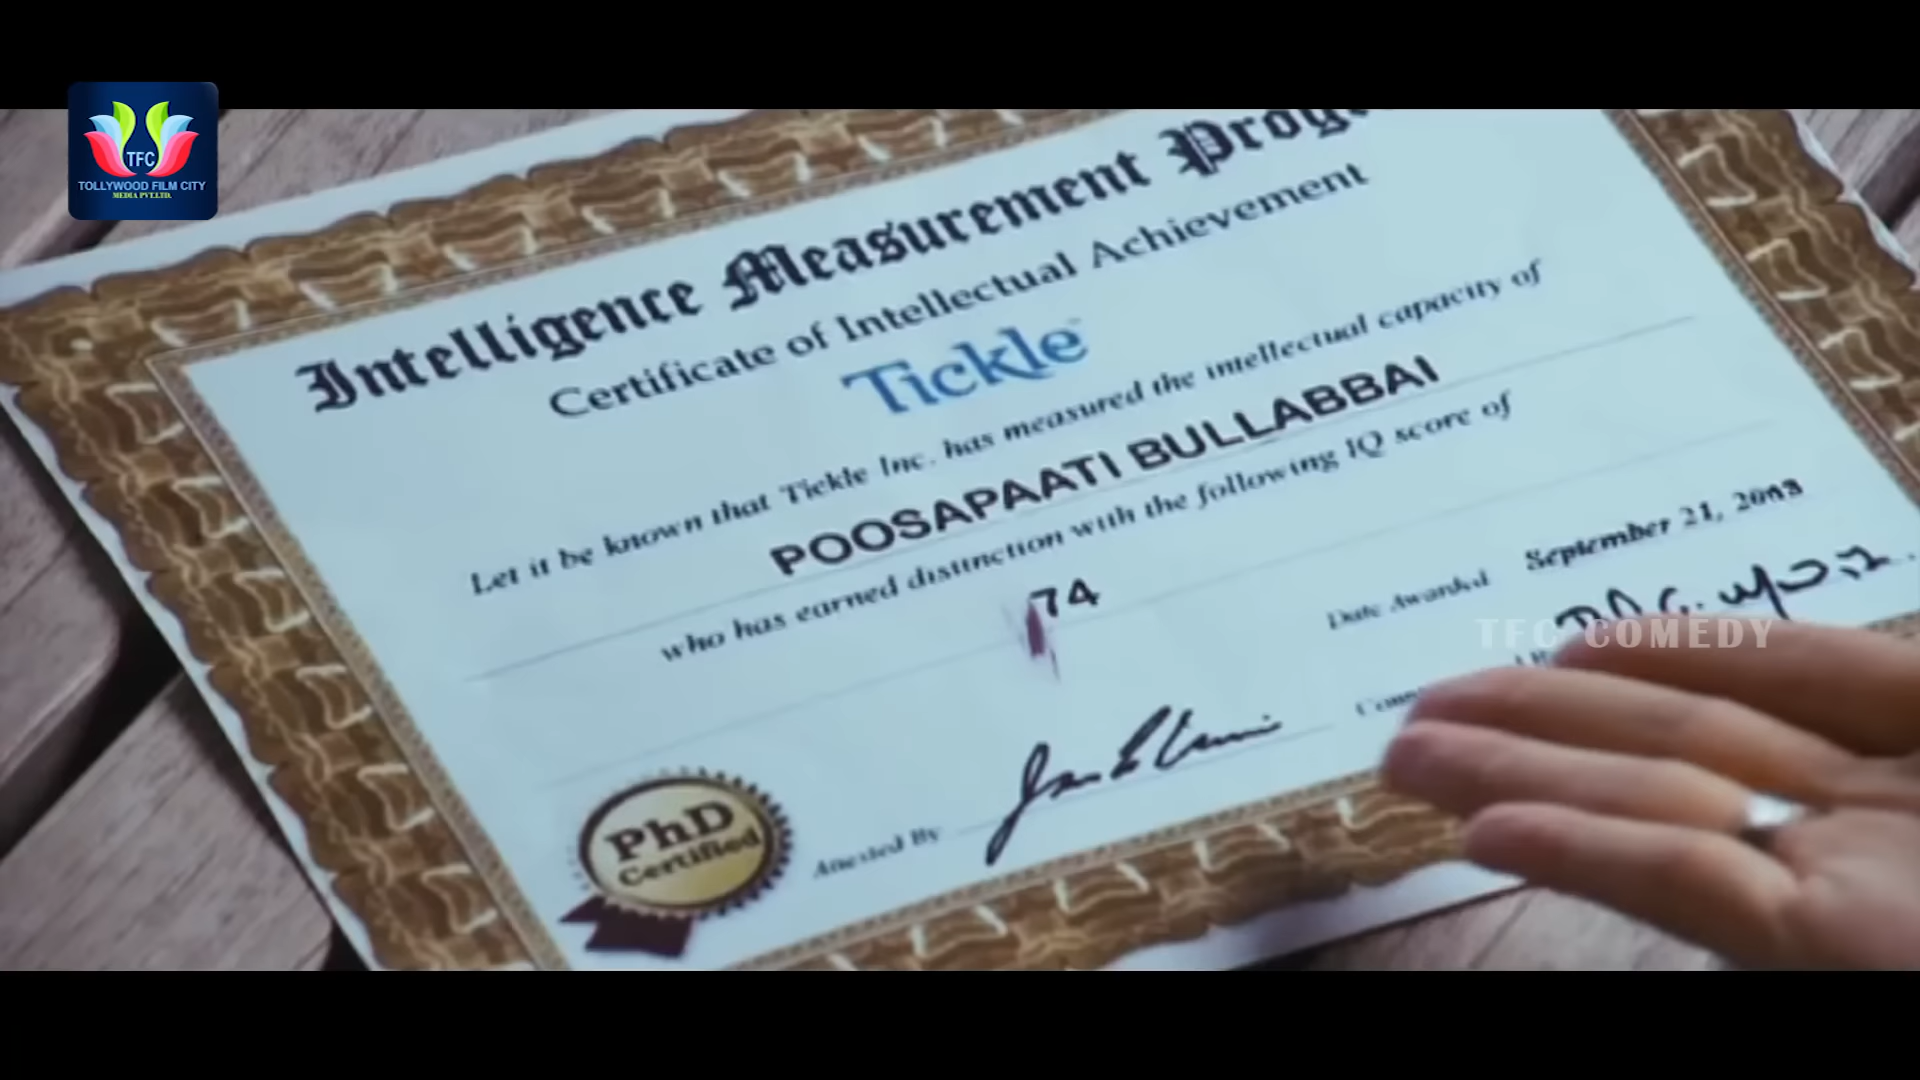 TFC
TOLLYWOOD FILM CITY
MEDIA PVT.LTD.
Intelligence Measurement
Certificate of Intellectual Achievement
Tickle
Let it be known that Tickle Inc. has measured the intellectual capacity of
POOSAPAATI BULLABBAI
who has earned distinction with the following IQ score of
74
Date Awarded September 21,
TFC COMEDY
Attested By
PhD
Certified